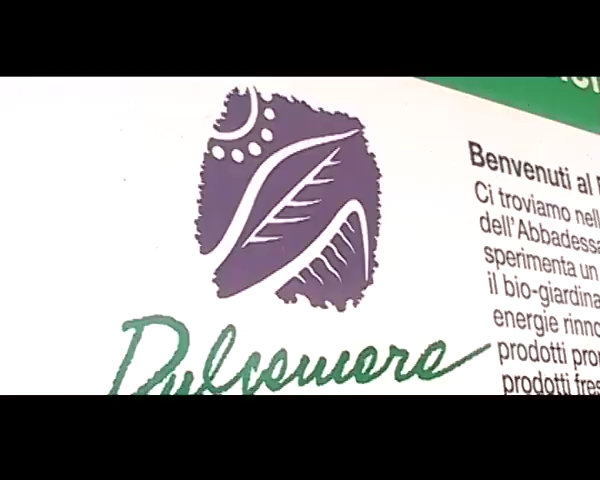 Dulcamara
Benvenuti al
Ci troviamo nell
dell'Abbadessa
sperimenta un
il bio-giardina
energie rinno
prodotti pro
prodotti fres